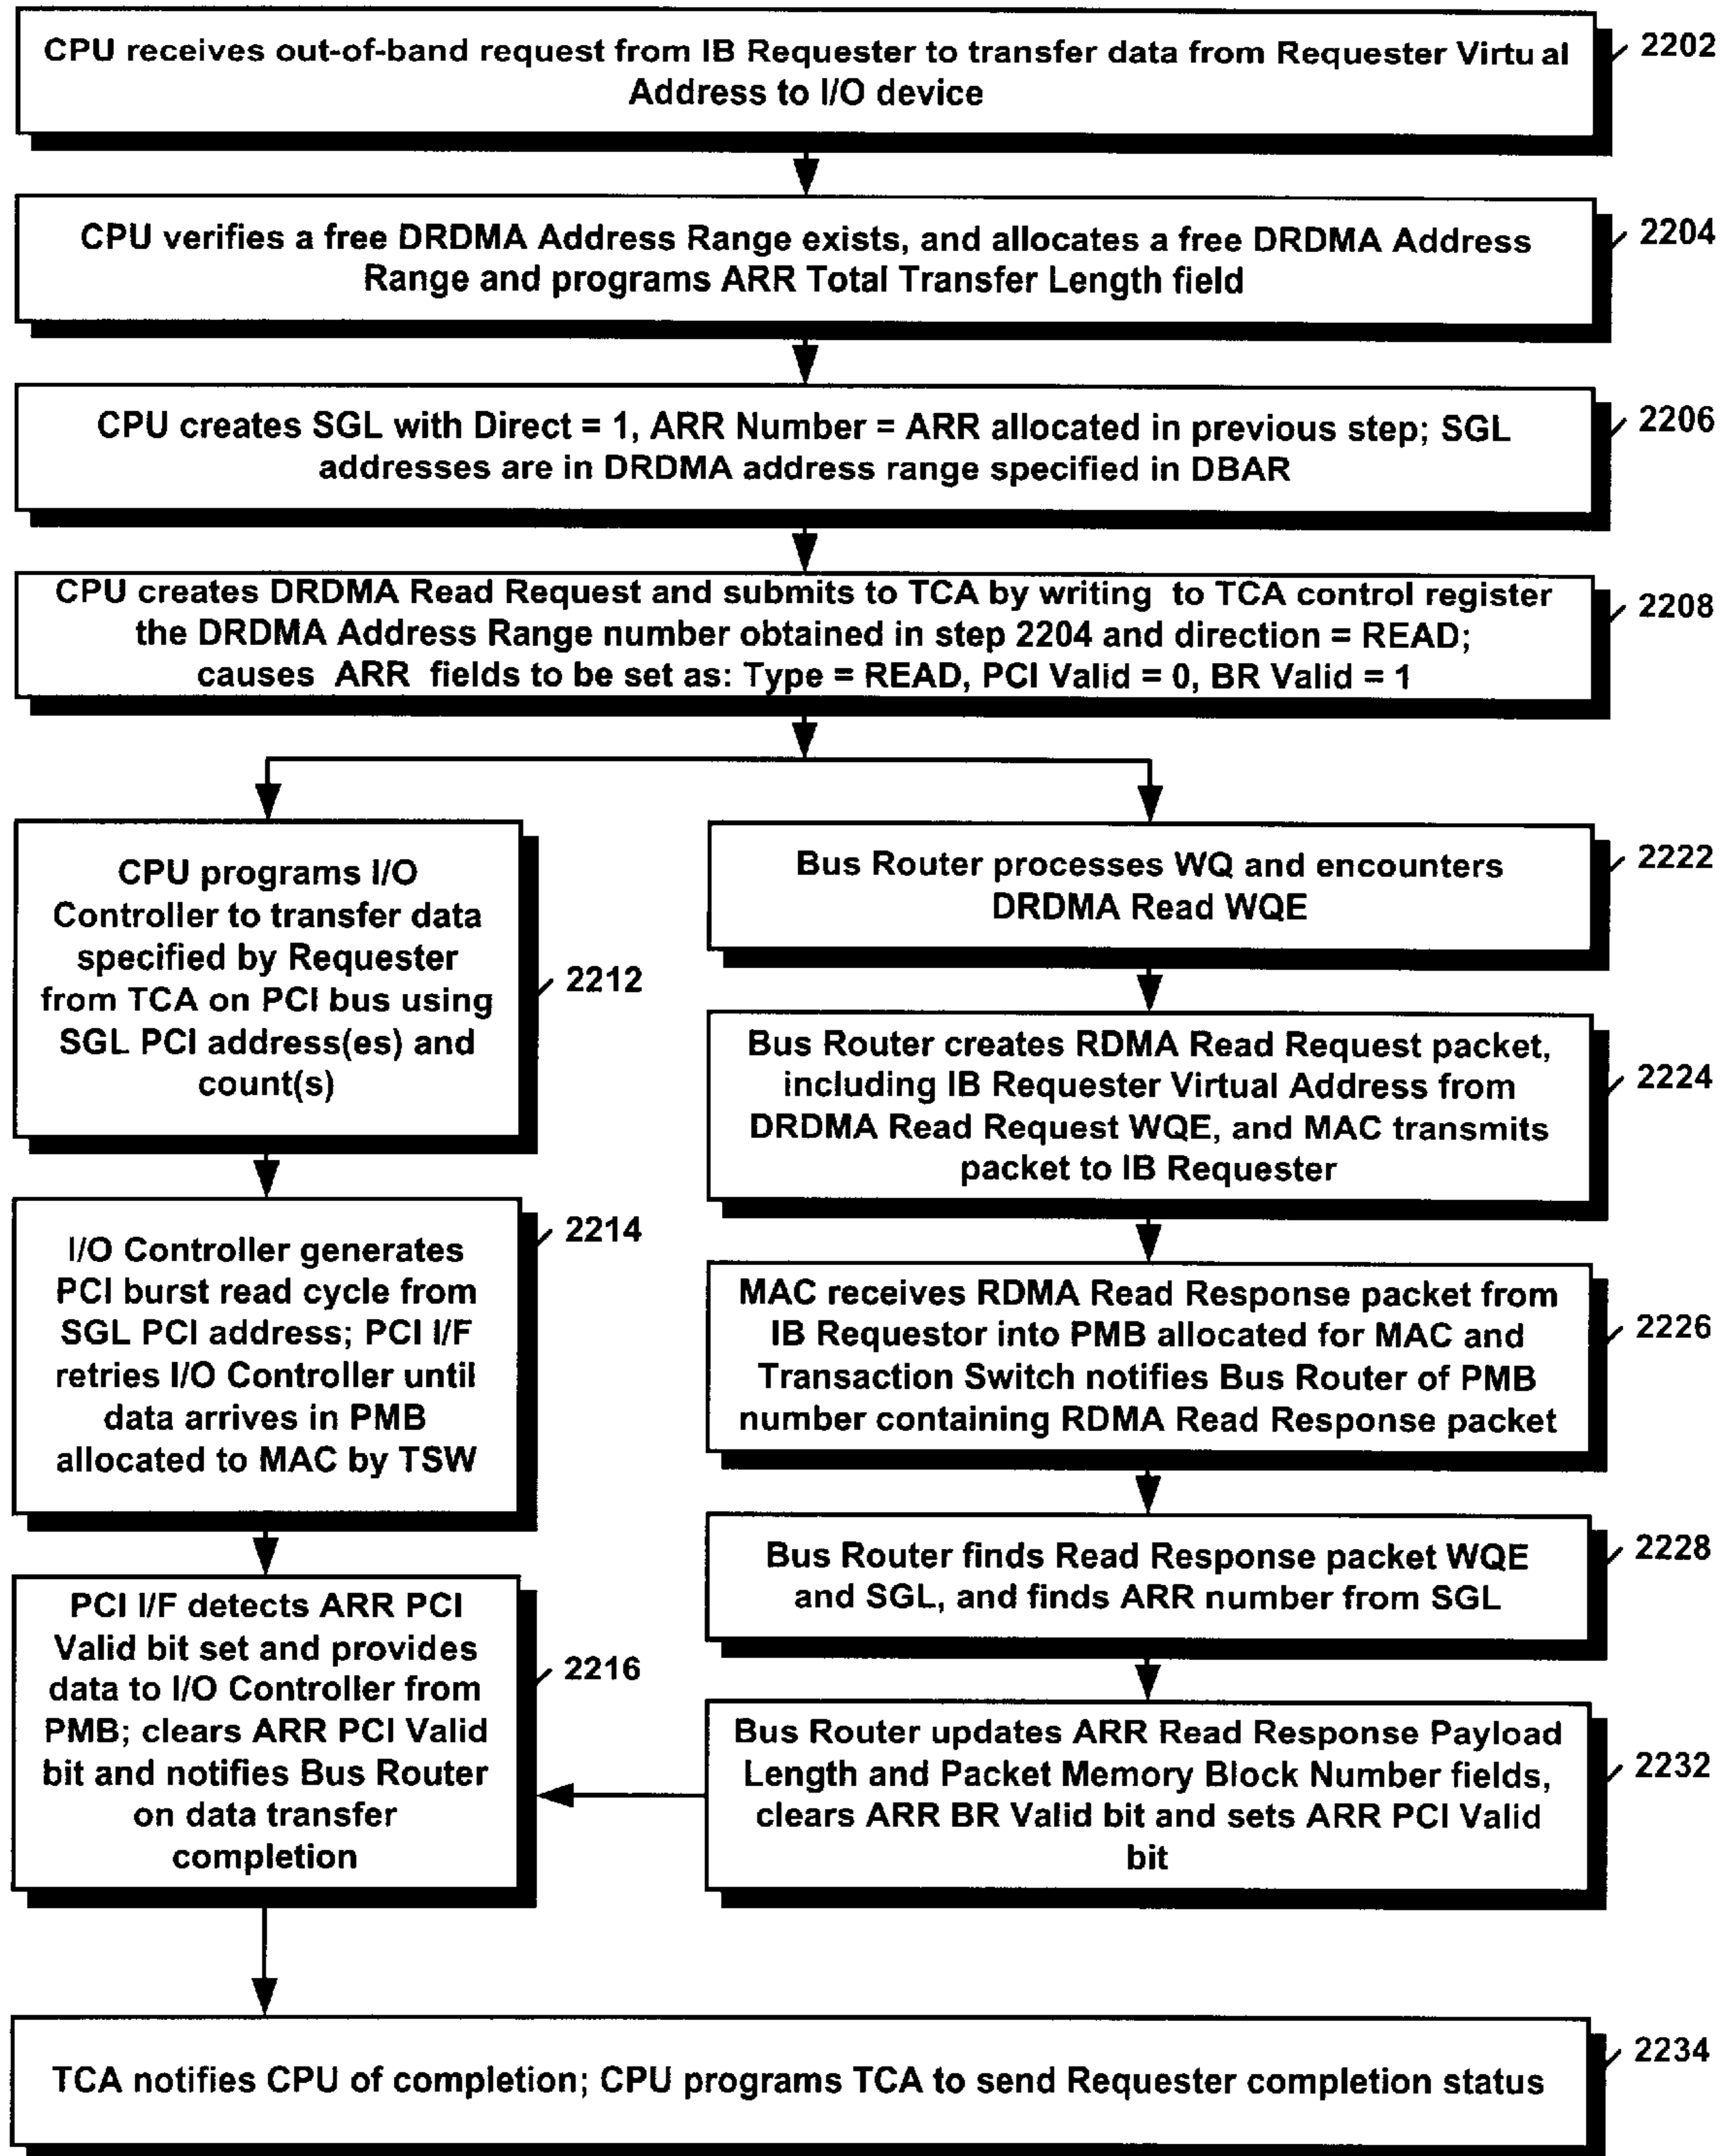 CPU receives out-of-band request from IB Requester to transfer data from Requester Virtual
Address to I/O device
2202
CPU verifies a free DRDMA Address Range exists, and allocates a free DRDMA Address
Range and programs ARR Total Transfer Length field
2204
CPU creates SGL with Direct = 1, ARR Number = ARR allocated in previous step; SGL
addresses are in DRDMA address range specified in DBAR
2206
CPU creates DRDMA Read Request and submits to TCA by writing to TCA control register
the DRDMA Address Range number obtained in step 2204 and direction = READ;
causes ARR fields to be set as: Type = READ, PCI Valid = 0, BR Valid = 1
2208
CPU programs I/O
Controller to transfer data
specified by Requester
from TCA on PCI bus using
SGL PCI address(es) and
count(s)
2212
I/O Controller generates
PCI burst read cycle from
SGL PCI address; PCI I/F
retries I/O Controller until
data arrives in PMB
allocated to MAC by TSW
2214
PCI I/F detects ARR PCI
Valid bit set and provides
data to I/O Controller from
PMB; clears ARR PCI Valid
bit and notifies Bus Router
on data transfer
completion
2216
Bus Router processes WQ and encounters
DRDMA Read WQE
2222
Bus Router creates RDMA Read Request packet,
including IB Requester Virtual Address from
DRDMA Read Request WQE, and MAC transmits
packet to IB Requester
2224
MAC receives RDMA Read Response packet from
IB Requestor into PMB allocated for MAC and
Transaction Switch notifies Bus Router of PMB
number containing RDMA Read Response packet
2226
Bus Router finds Read Response packet WQE
and SGL, and finds ARR number from SGL
2228
Bus Router updates ARR Read Response Payload
Length and Packet Memory Block Number fields,
clears ARR BR Valid bit and sets ARR PCI Valid
bit
2232
TCA notifies CPU of completion; CPU programs TCA to send Requester completion status
2234